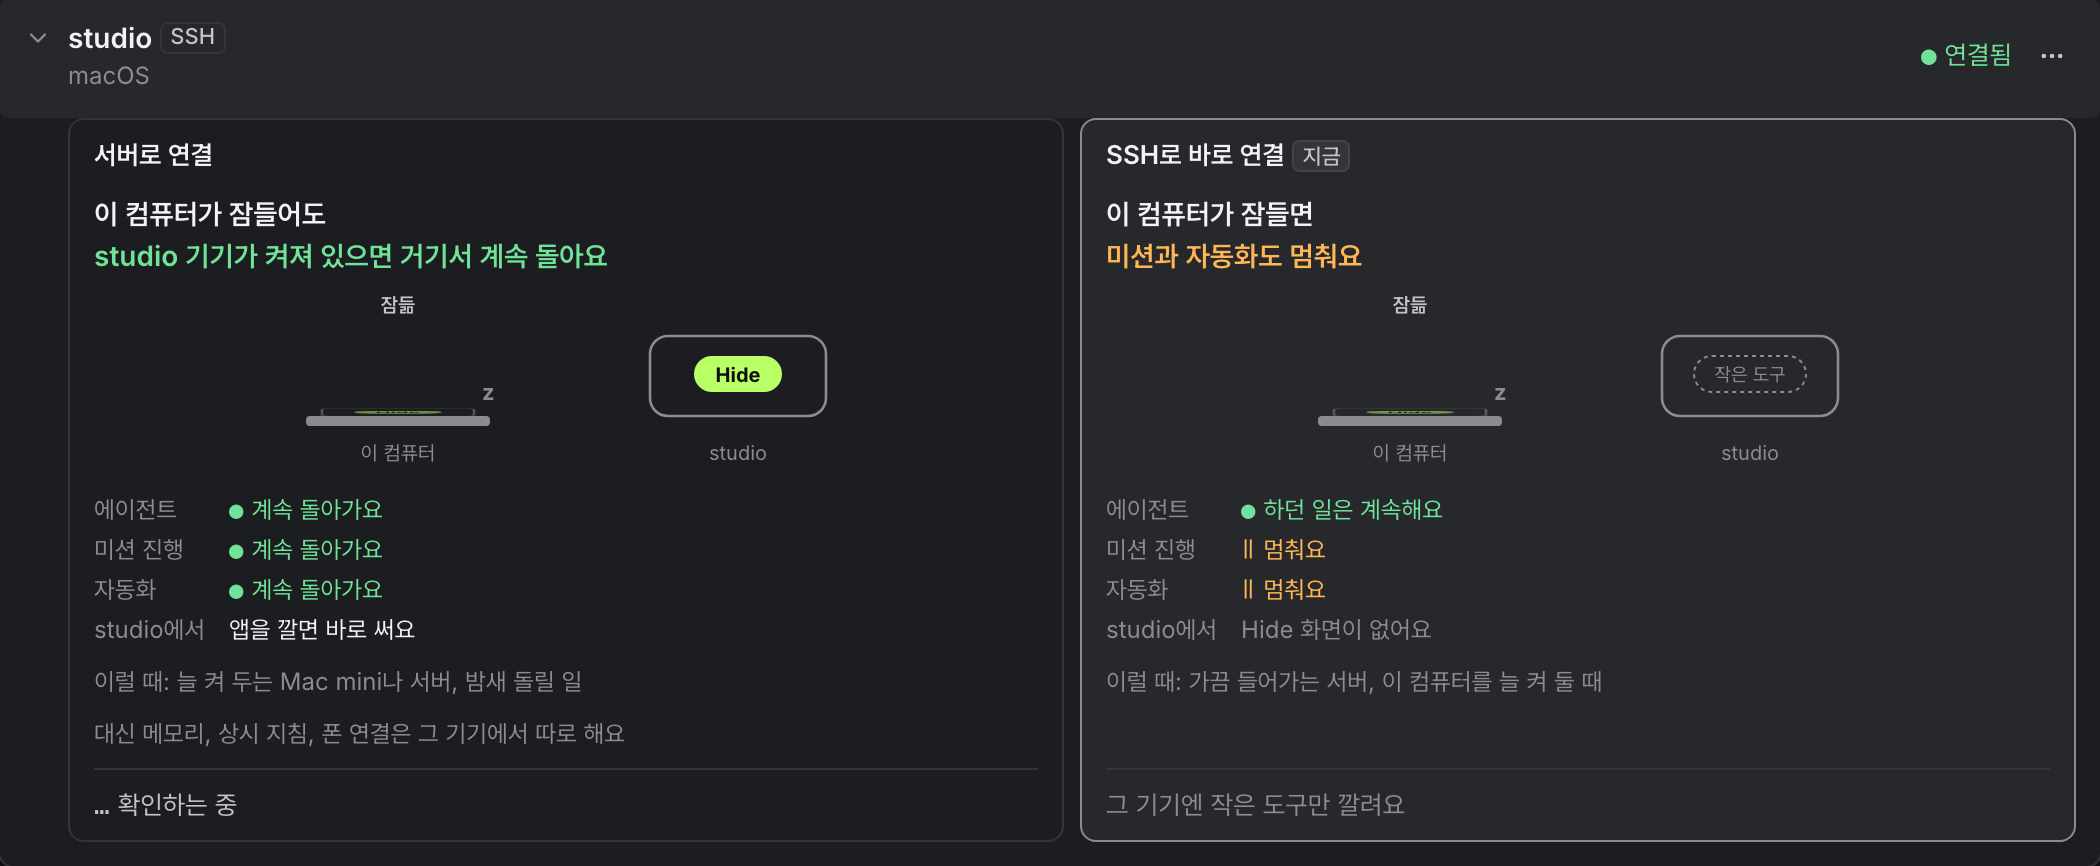 studio SSH
macOS
연결됨
서버로 연결
이 컴퓨터가 잠들어도
studio 기기가 켜져 있으면 거기서 계속 돌아요
잠듦
z
Hide
이 컴퓨터
studio
에이전트 계속 돌아가요
미션 진행 계속 돌아가요
자동화 계속 돌아가요
studio에서 앱을 깔면 바로 써요
이럴 때: 늘 켜 두는 Mac mini나 서버, 밤새 돌릴 일
대신 메모리, 상시 지침, 폰 연결은 그 기기에서 따로 해요
... 확인하는 중
SSH로 바로 연결 지금
이 컴퓨터가 잠들면
미션과 자동화도 멈춰요
잠듦
z
작은 도구
이 컴퓨터
studio
에이전트 하던 일은 계속해요
미션 진행 멈춰요
자동화 멈춰요
studio에서 Hide 화면이 없어요
이럴 때: 가끔 들어가는 서버, 이 컴퓨터를 늘 켜 둘 때
그 기기엔 작은 도구만 깔려요